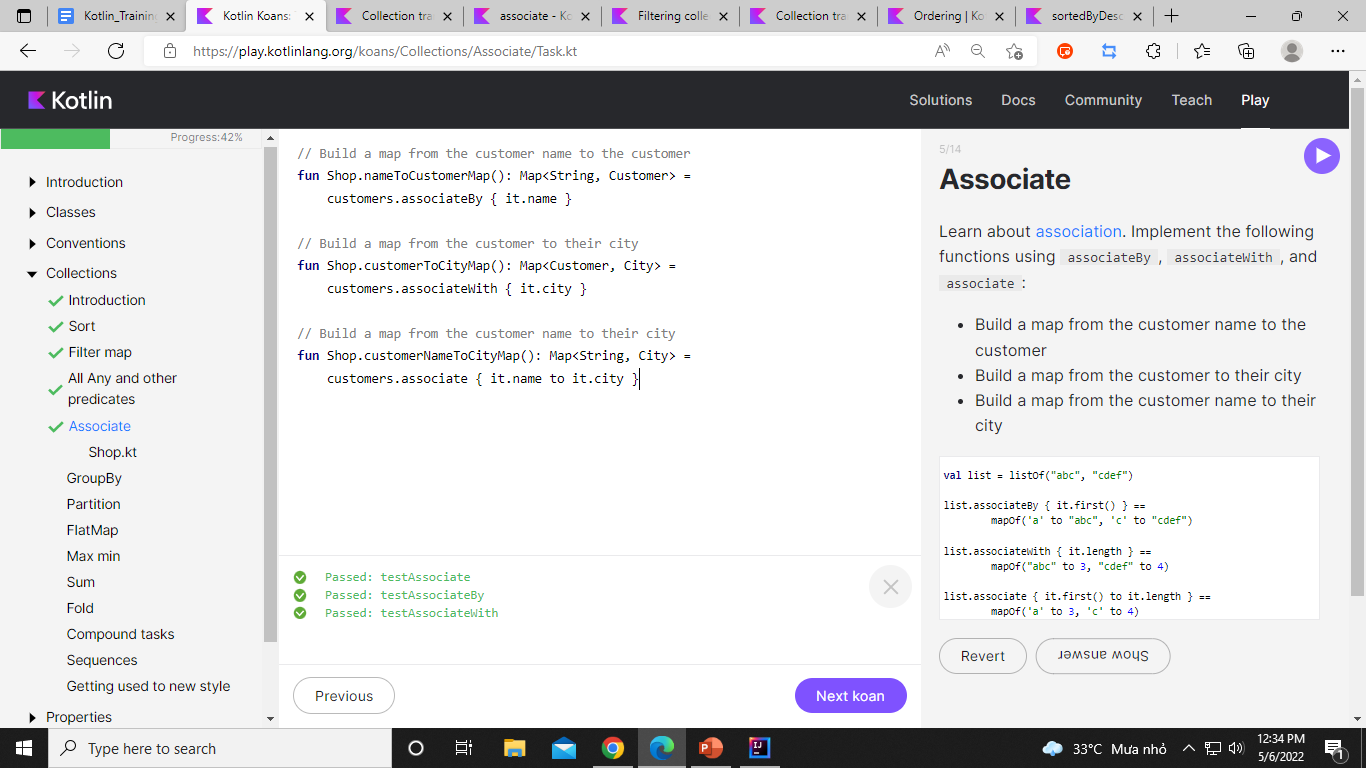 Kotlin_Training
Kotlin Koans:
Collection tra
associate - Ko
Filtering colle
Collection tra
Ordering | Ko
sortedByDesc
https://play.kotlinlang.org/koans/Collections/Associate/Task.kt
Kotlin
Solutions
Docs
Community
Teach
Play
Progress:42%
Introduction
Classes
Conventions
Collections
Introduction
Sort
Filter map
All Any and other
predicates
Associate
Shop.kt
GroupBy
Partition
FlatMap
Max min
Sum
Fold
Compound tasks
Sequences
Getting used to new style
Properties
// Build a map from the customer name to the customer
fun Shop.nameToCustomerMap(): Map<String, Customer> =
customers.associateBy { it.name }
// Build a map from the customer to their city
fun Shop.customerToCityMap(): Map<Customer, City> =
customers.associateWith { it.city }
// Build a map from the customer name to their city
fun Shop.customerNameToCityMap(): Map<String, City> =
customers.associate { it.name to it.city }
Passed: testAssociate
Passed: testAssociateBy
Passed: testAssociateWith
Previous
Next koan
5/14
Associate
Learn about association. Implement the following
functions using associateBy , associateWith , and
associate :
• Build a map from the customer name to the
customer
• Build a map from the customer to their city
• Build a map from the customer name to their
city
val list = listOf("abc", "cdef")
list.associateBy { it.first() } ==
mapOf('a' to "abc", 'c' to "cdef")
list.associateWith { it.length } ==
mapOf("abc" to 3, "cdef" to 4)
list.associate { it.first() to it.length } ==
mapOf('a' to 3, 'c' to 4)
Revert
Show answer
Type here to search
33°C Mưa nhỏ
12:34 PM
5/6/2022
1